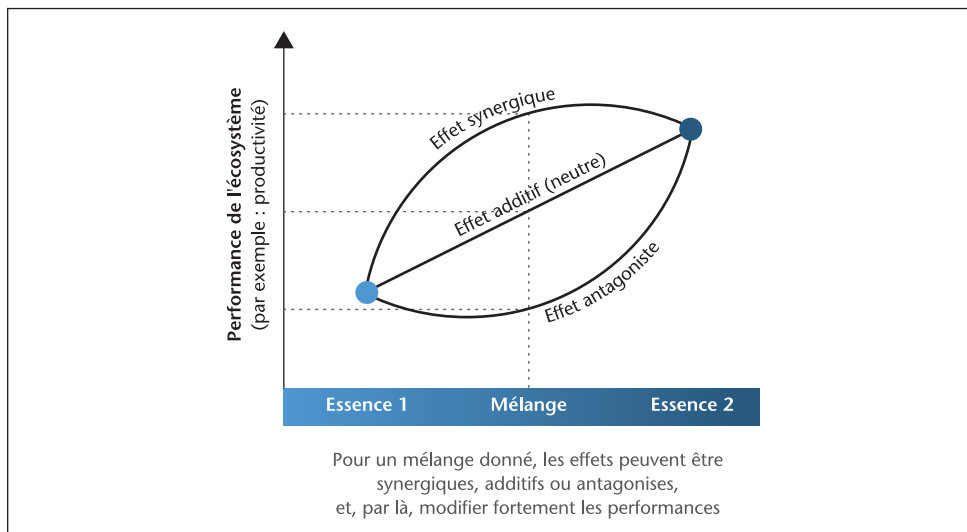 Performance de l'écosystème
(par exemple : productivité)
Effet synergique
Effet additif (neutre)
Effet antagoniste
Essence 1 Mélange Essence 2
Pour un mélange donné, les effets peuvent être
synergiques, additifs ou antagonises,
et, par là, modifier fortement les performances